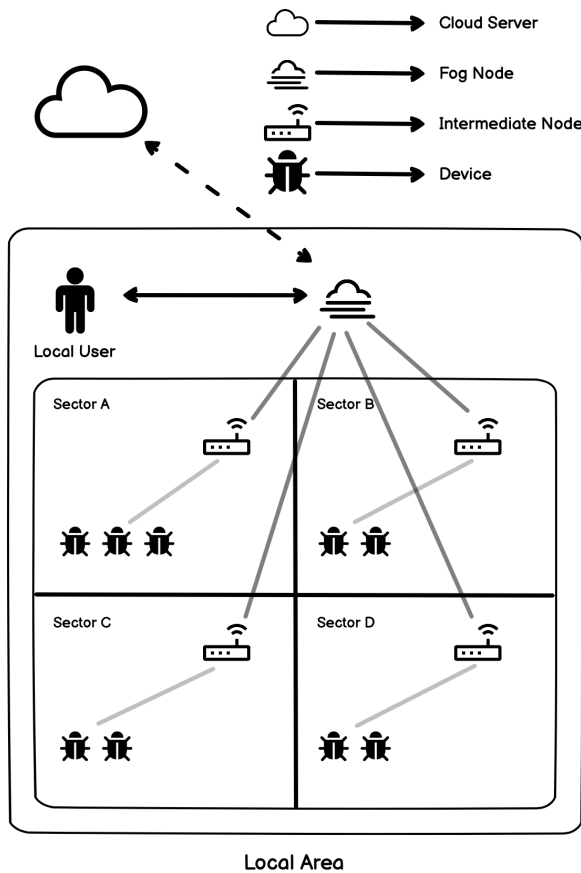 Cloud Server
Fog Node
Intermediate Node
Device
Local User
Sector A
Sector B
Sector C
Sector D
Local Area